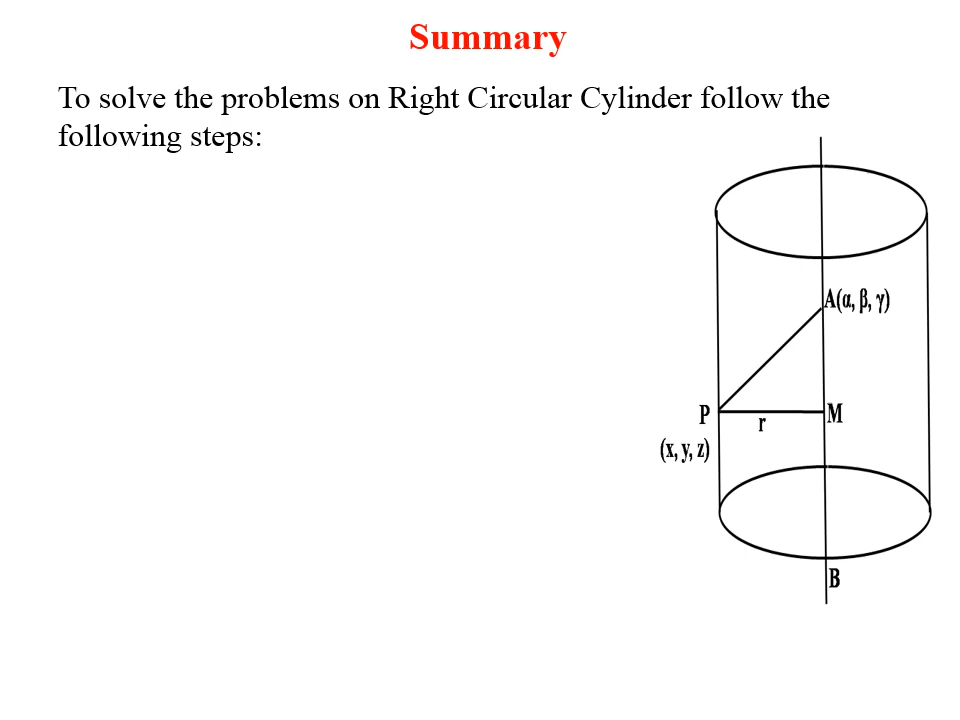 Summary
To solve the problems on Right Circular Cylinder follow the
following steps:
A(α, β, γ)
P
r
M
(x, y, z)
B